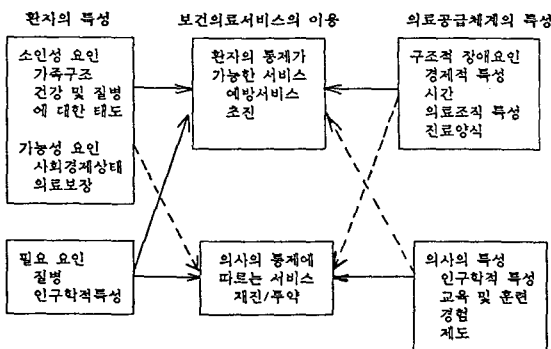 환자의 특성
보건의료서비스의 이용
의료공급체계의 특성
소인성 요인
가족구조
건강 및 질병
에 대한 태도
가능성 요인
사회경제상태
의료보장
환자의 통제가
가능한 서비스
예방서비스
초진
구조적 장애요인
경제적 특성
시간
의료조직 특성
진료양식
필요 요인
질병
인구학적특성
의사의 통제에
따르는 서비스
재진/투약
의사의 특성
인구학적 특성
교육 및 훈련
경험
제도